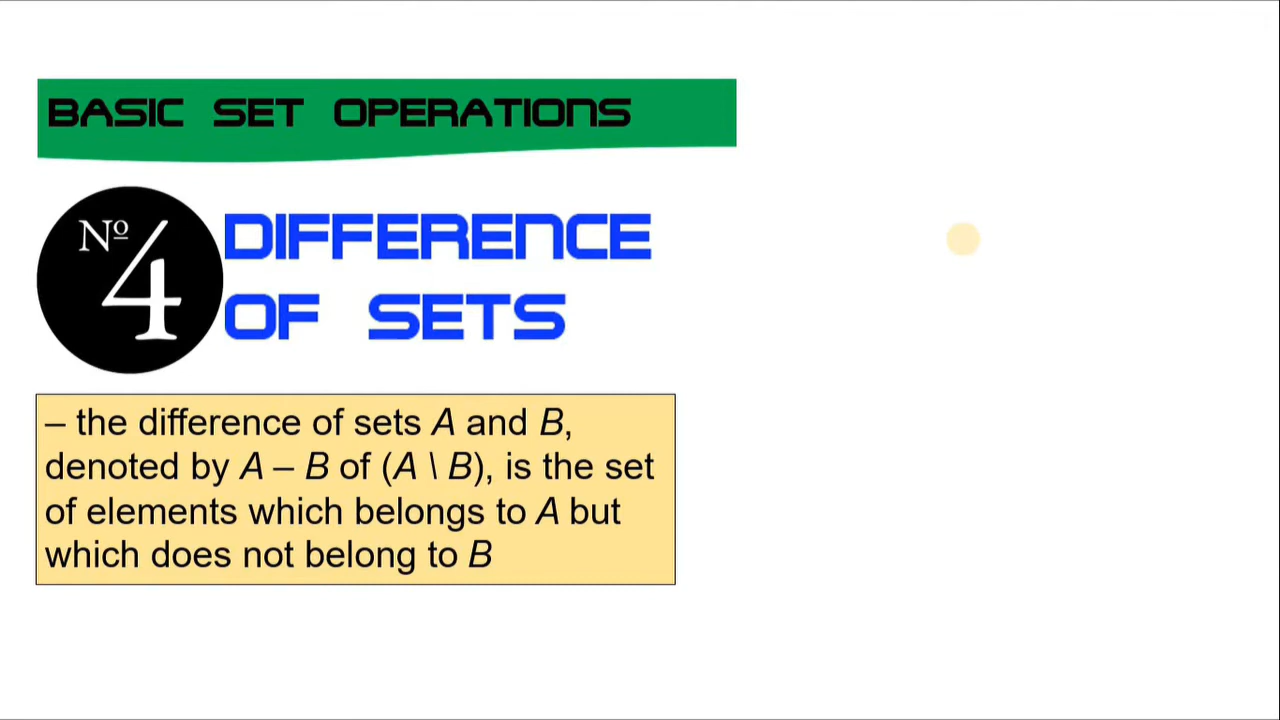 BASIC SET OPERATIONS
Nº 4
DIFFERENCE
OF SETS
– the difference of sets A and B,
denoted by A – B of (A \ B), is the set
of elements which belongs to A but
which does not belong to B